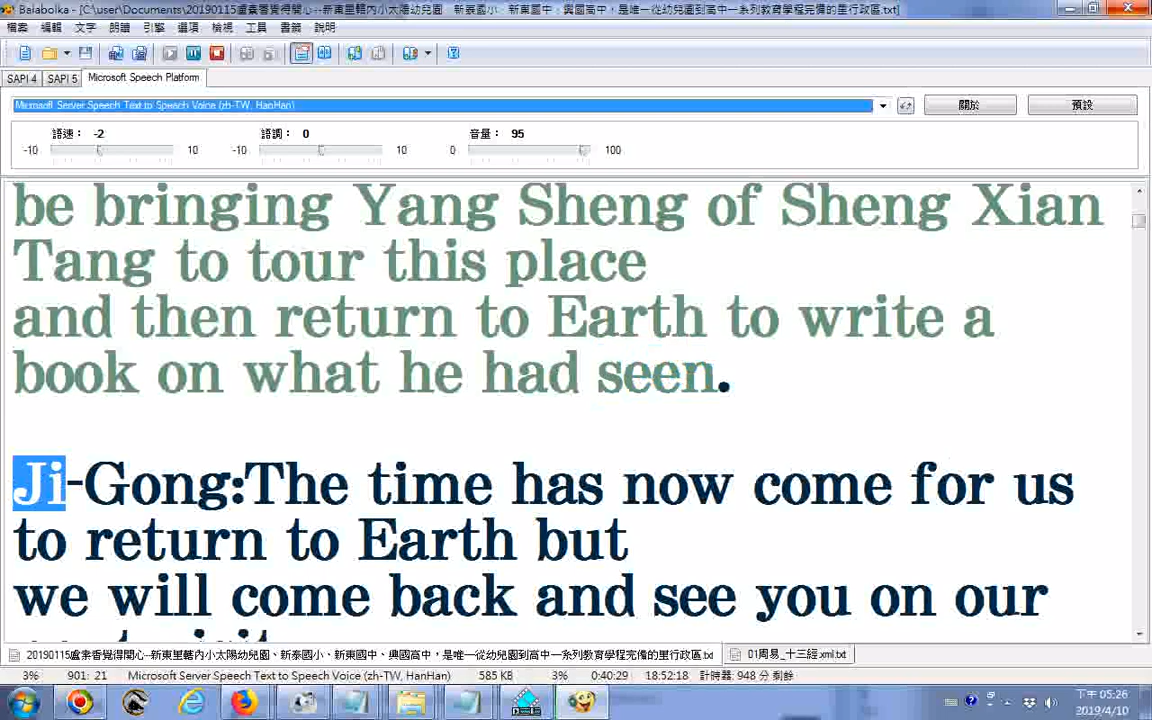 Balabolka - [C:\user\Documents\20190115盧素香覺得開心--新東里轄內小太陽幼兒園、新泰國小、新東國中、興國高中，是唯一從幼兒園到高中一系列教育學程完備的里行政區.txt]
檔案 編輯 文字 朗讀 引擎 選項 檢視 工具 書籤 說明
SAPI 4 SAPI 5 Microsoft Speech Platform
Microsoft Server Speech Text to Speech Voice (zh-TW, HanHan) 關於 預設
語速： -2 語調： 0 音量： 95
-10 10 -10 10 0 100
be bringing Yang Sheng of Sheng Xian
Tang to tour this place
and then return to Earth to write a
book on what he had seen.
Ji-Gong:The time has now come for us
to return to Earth but
we will come back and see you on our
20190115盧素香覺得開心--新東里轄內小太陽幼兒園、新泰國小、新東國中、興國高中，是唯一從幼兒園到高中一系列教育學程完備的里行政區.txt 01周易_十三經.xml.txt
3% 901: 21 Microsoft Server Speech Text to Speech Voice (zh-TW, HanHan) 585 KB 3% 0:40:29 18:52:18 計時器: 948 分 剩餘
下午 05:26
2019/4/10